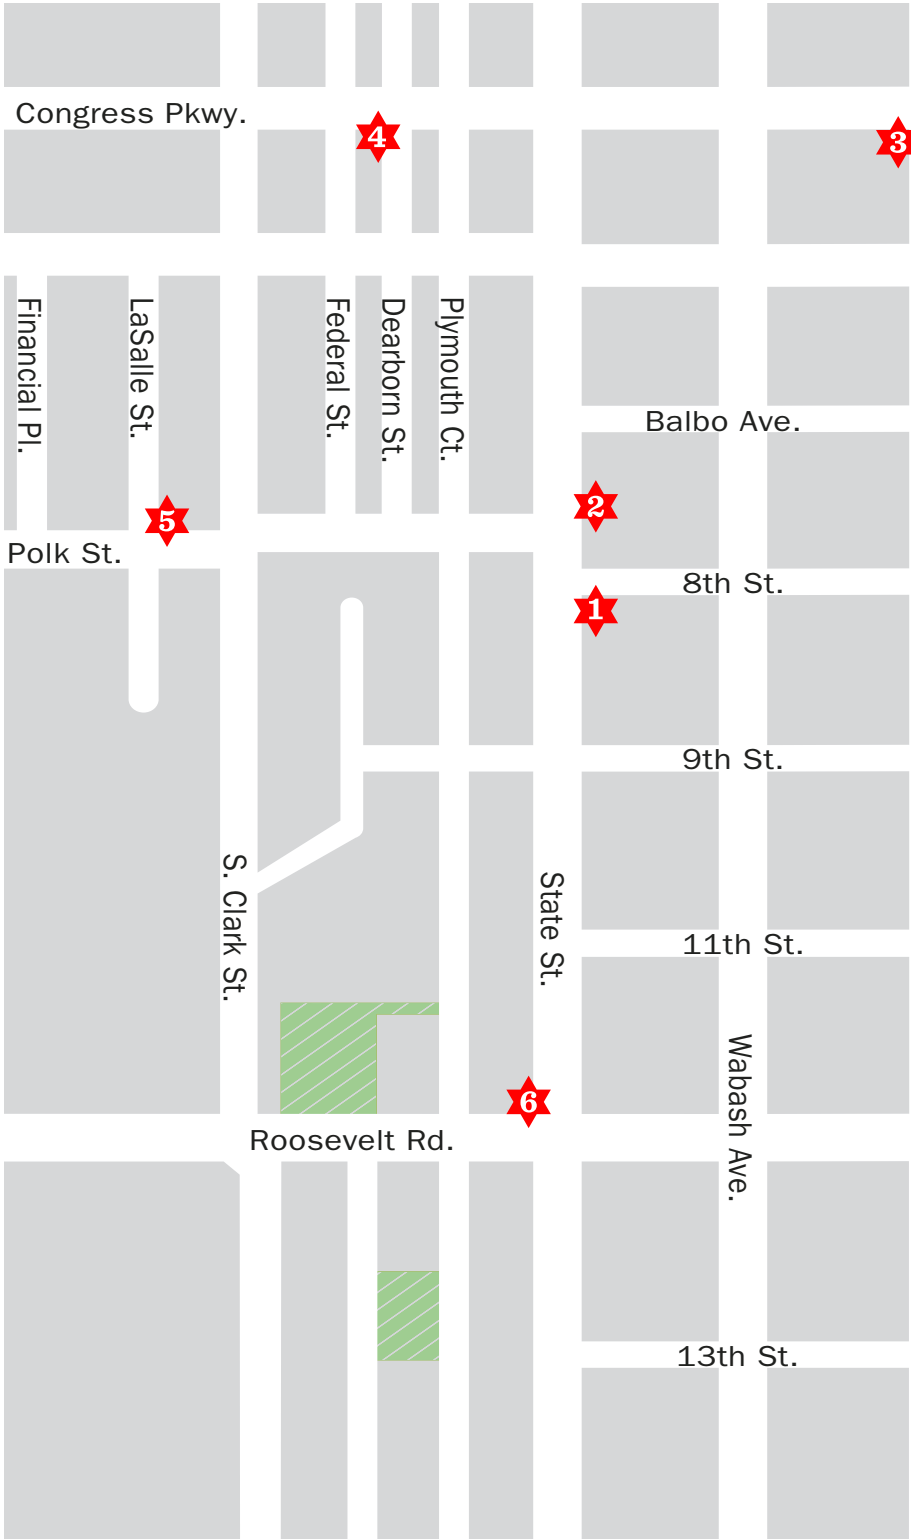 Congress Pkwy.
4
3
Financial Pl.
LaSalle St.
Federal St.
Dearborn St.
Plymouth Ct.
Balbo Ave.
2
5
Polk St.
8th St.
1
9th St.
S. Clark St.
State St.
11th St.
Wabash Ave.
6
Roosevelt Rd.
13th St.